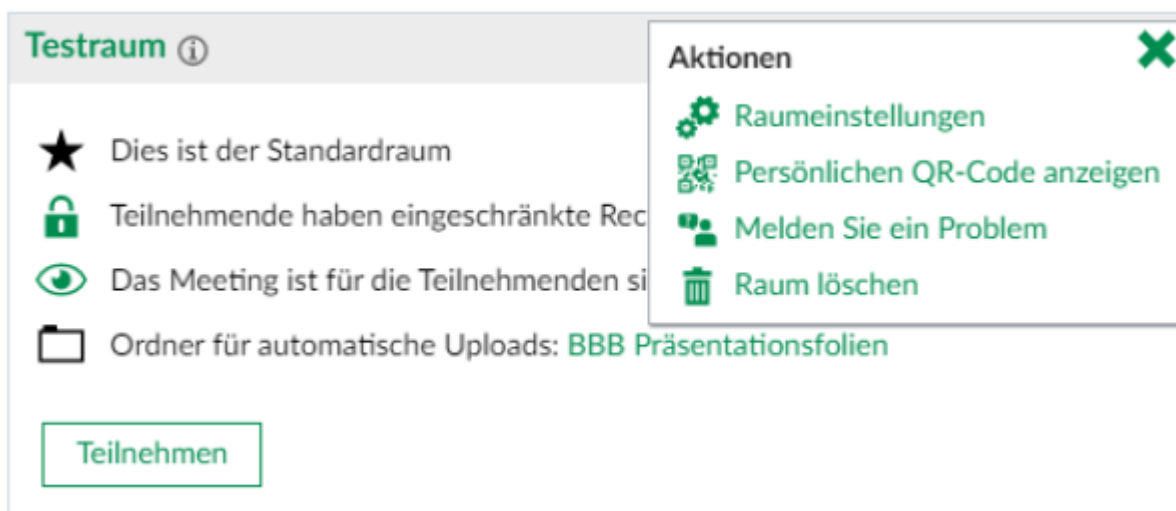 Testraum
Aktionen
Raumeinstellungen
Persönlichen QR-Code anzeigen
Melden Sie ein Problem
Raum löschen
Dies ist der Standardraum
Teilnehmende haben eingeschränkte Rec
Das Meeting ist für die Teilnehmenden si
Ordner für automatische Uploads: BBB Präsentationsfolien
Teilnehmen